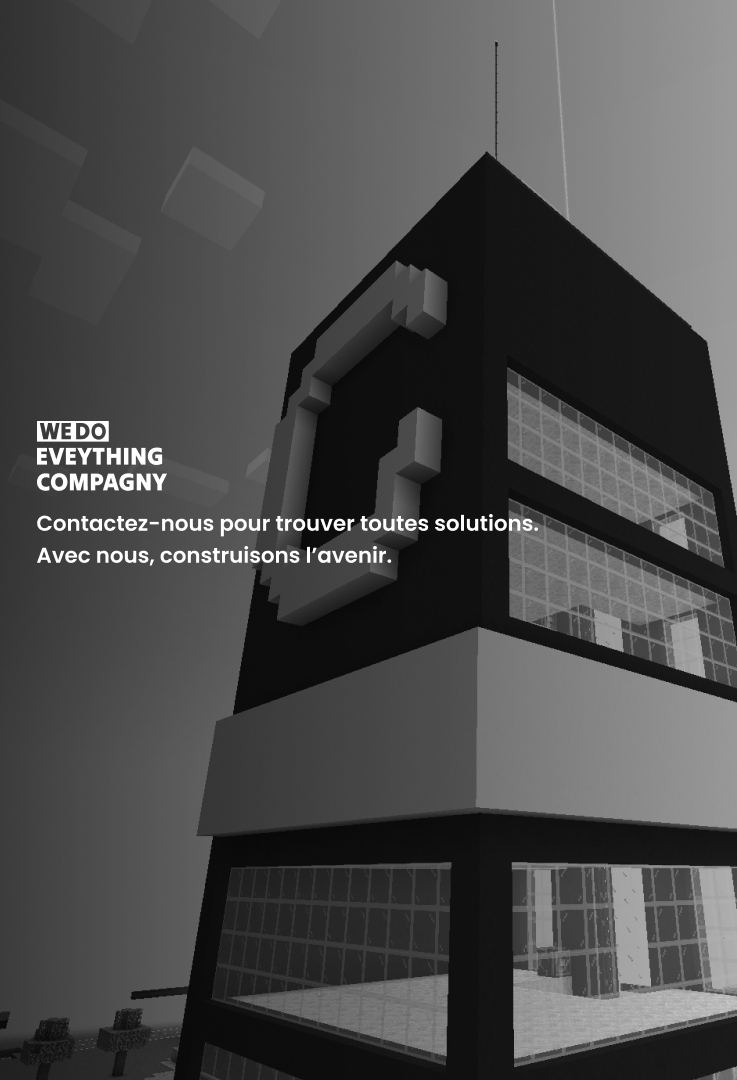 WE DO
EVEYTHING
COMPAGNY
Contactez-nous pour trouver toutes solutions.
Avec nous, construisons l’avenir.